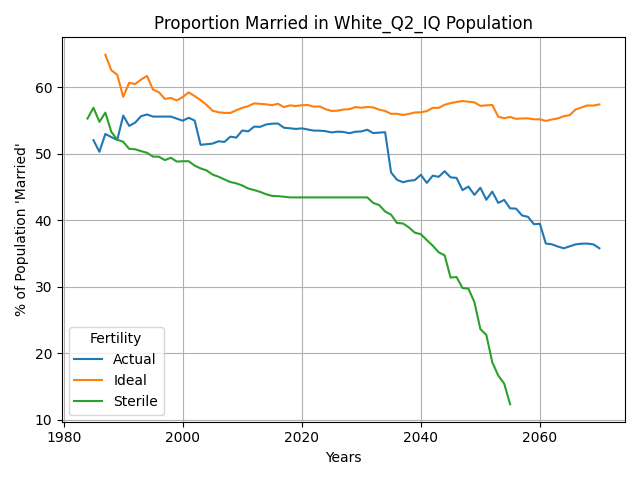 Proportion Married in White_Q2_IQ Population
% of Population 'Married'
60
50
40
30
20
10
Fertility
Actual
Ideal
Sterile
1980
2000
2020
2040
2060
Years